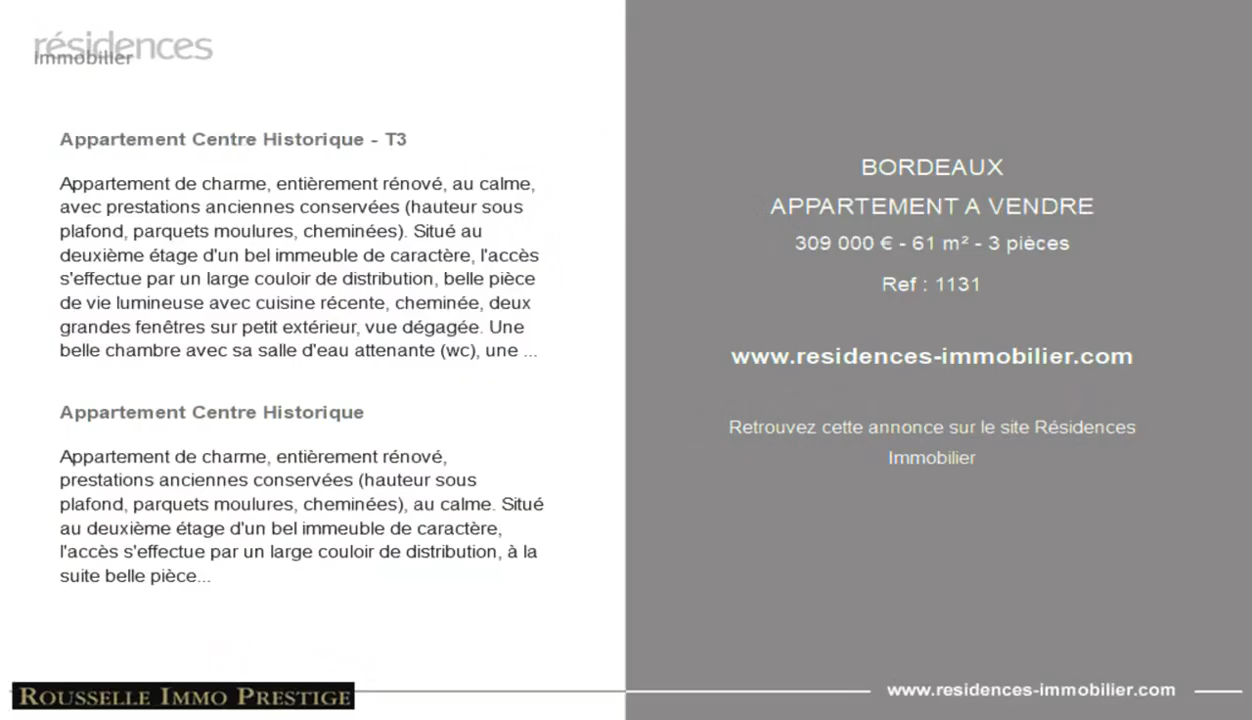 résidences
Immobilier
Appartement Centre Historique - T3
Appartement de charme, entièrement rénové, au calme,
avec prestations anciennes conservées (hauteur sous
plafond, parquets moulures, cheminées). Situé au
deuxième étage d'un bel immeuble de caractère, l'accès
s'effectue par un large couloir de distribution, belle pièce
de vie lumineuse avec cuisine récente, cheminée, deux
grandes fenêtres sur petit extérieur, vue dégagée. Une
belle chambre avec sa salle d'eau attenante (wc), une ...
Appartement Centre Historique
Appartement de charme, entièrement rénové,
prestations anciennes conservées (hauteur sous
plafond, parquets moulures, cheminées), au calme. Situé
au deuxième étage d'un bel immeuble de caractère,
l'accès s'effectue par un large couloir de distribution, à la
suite belle pièce...
ROUSSELLE IMMO PRESTIGE
BORDEAUX
APPARTEMENT A VENDRE
309 000 € - 61 m² - 3 pièces
Ref : 1131
www.residences-immobilier.com
Retrouvez cette annonce sur le site Résidences
Immobilier
www.residences-immobilier.com